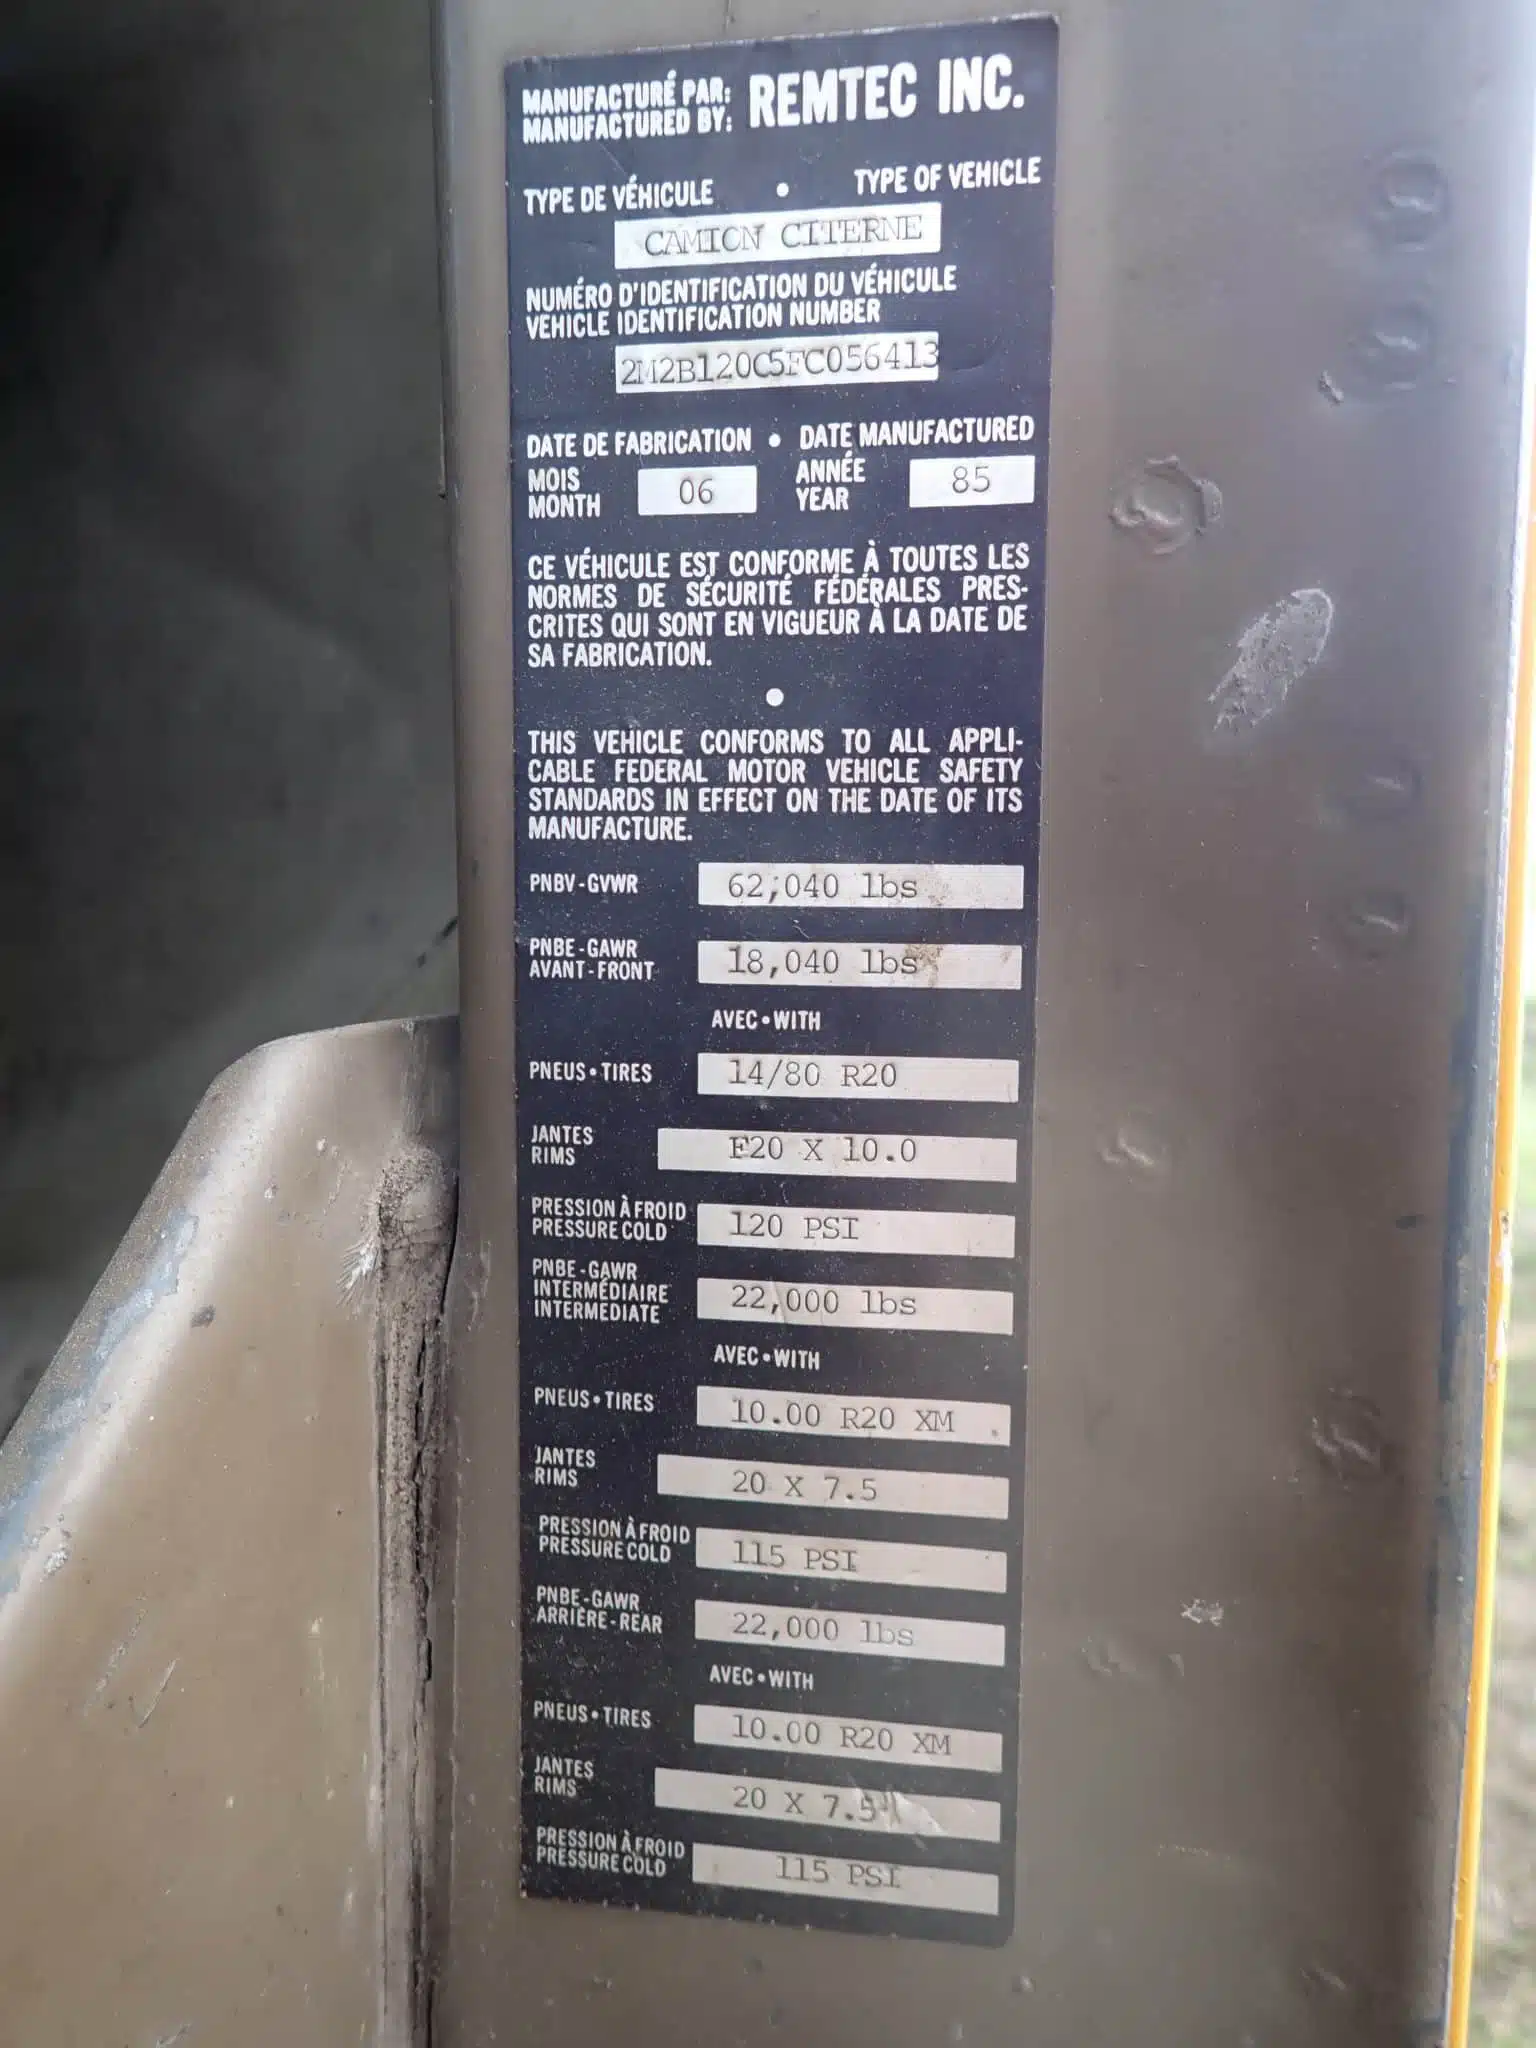 MANUFACTURÉ PAR:
MANUFACTURED BY: REMTEC INC.
TYPE DE VÉHICULE • TYPE OF VEHICLE
CAMION CITERNE
NUMÉRO D'IDENTIFICATION DU VÉHICULE
VEHICLE IDENTIFICATION NUMBER
2M2B120C5FC056413
DATE DE FABRICATION • DATE MANUFACTURED
MOIS
MONTH 06 ANNÉE
YEAR 85
CE VÉHICULE EST CONFORME À TOUTES LES
NORMES DE SÉCURITÉ FÉDÉRALES PRES-
CRITES QUI SONT EN VIGUEUR À LA DATE DE
SA FABRICATION.
•
THIS VEHICLE CONFORMS TO ALL APPLI-
CABLE FEDERAL MOTOR VEHICLE SAFETY
STANDARDS IN EFFECT ON THE DATE OF ITS
MANUFACTURE.
PNBV-GVWR 62,040 lbs
PNBE-GAWR
AVANT-FRONT 18,040 lbs
AVEC•WITH
PNEUS•TIRES 14/80 R20
JANTES
RIMS F20 X 10.0
PRESSION À FROID
PRESSURE COLD 120 PSI
PNBE-GAWR
INTERMÉDIAIRE
INTERMEDIATE 22,000 lbs
AVEC•WITH
PNEUS•TIRES 10.00 R20 XM
JANTES
RIMS 20 X 7.5
PRESSION À FROID
PRESSURE COLD 115 PSI
PNBE-GAWR
ARRIÈRE-REAR 22,000 lbs
AVEC•WITH
PNEUS•TIRES 10.00 R20 XM
JANTES
RIMS 20 X 7.5
PRESSION À FROID
PRESSURE COLD 115 PSI